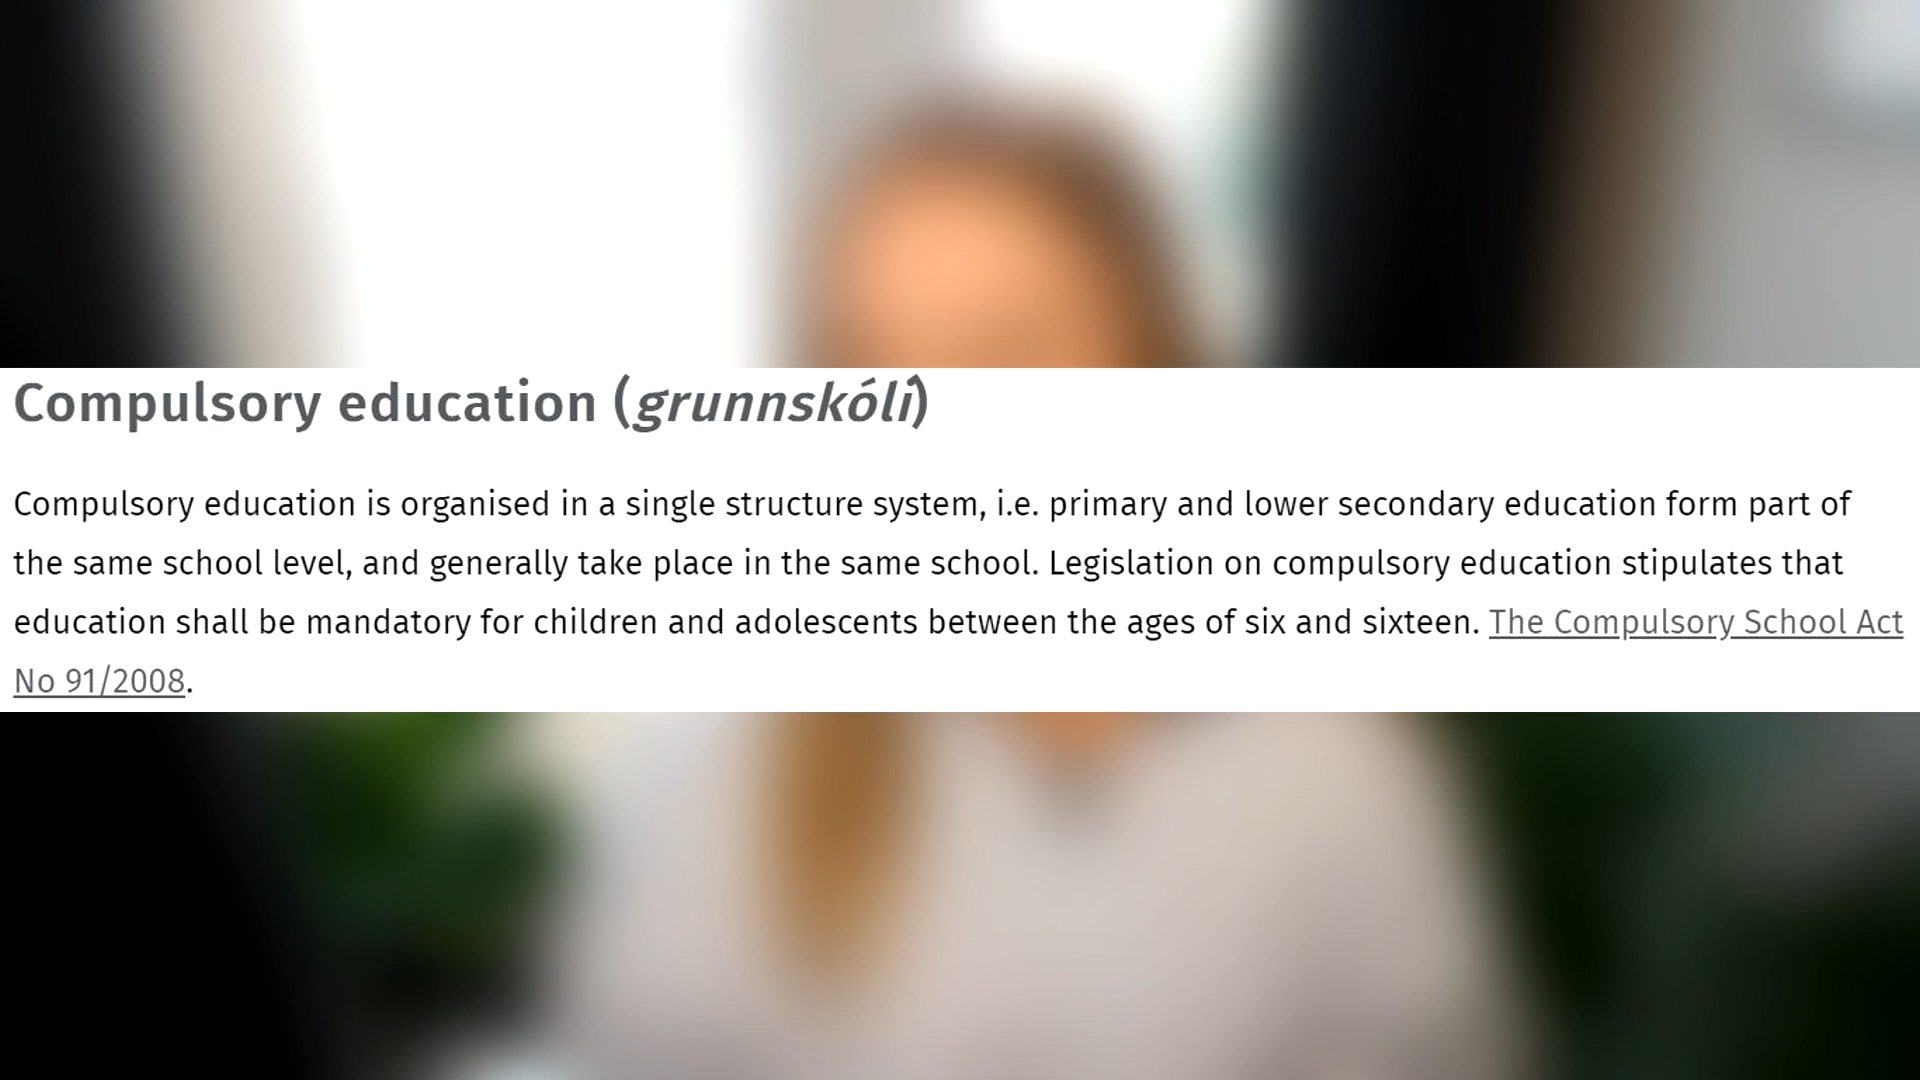 Compulsory education (grunnskóli)
Compulsory education is organised in a single structure system, i.e. primary and lower secondary education form part of
the same school level, and generally take place in the same school. Legislation on compulsory education stipulates that
education shall be mandatory for children and adolescents between the ages of six and sixteen. The Compulsory School Act
No 91/2008.